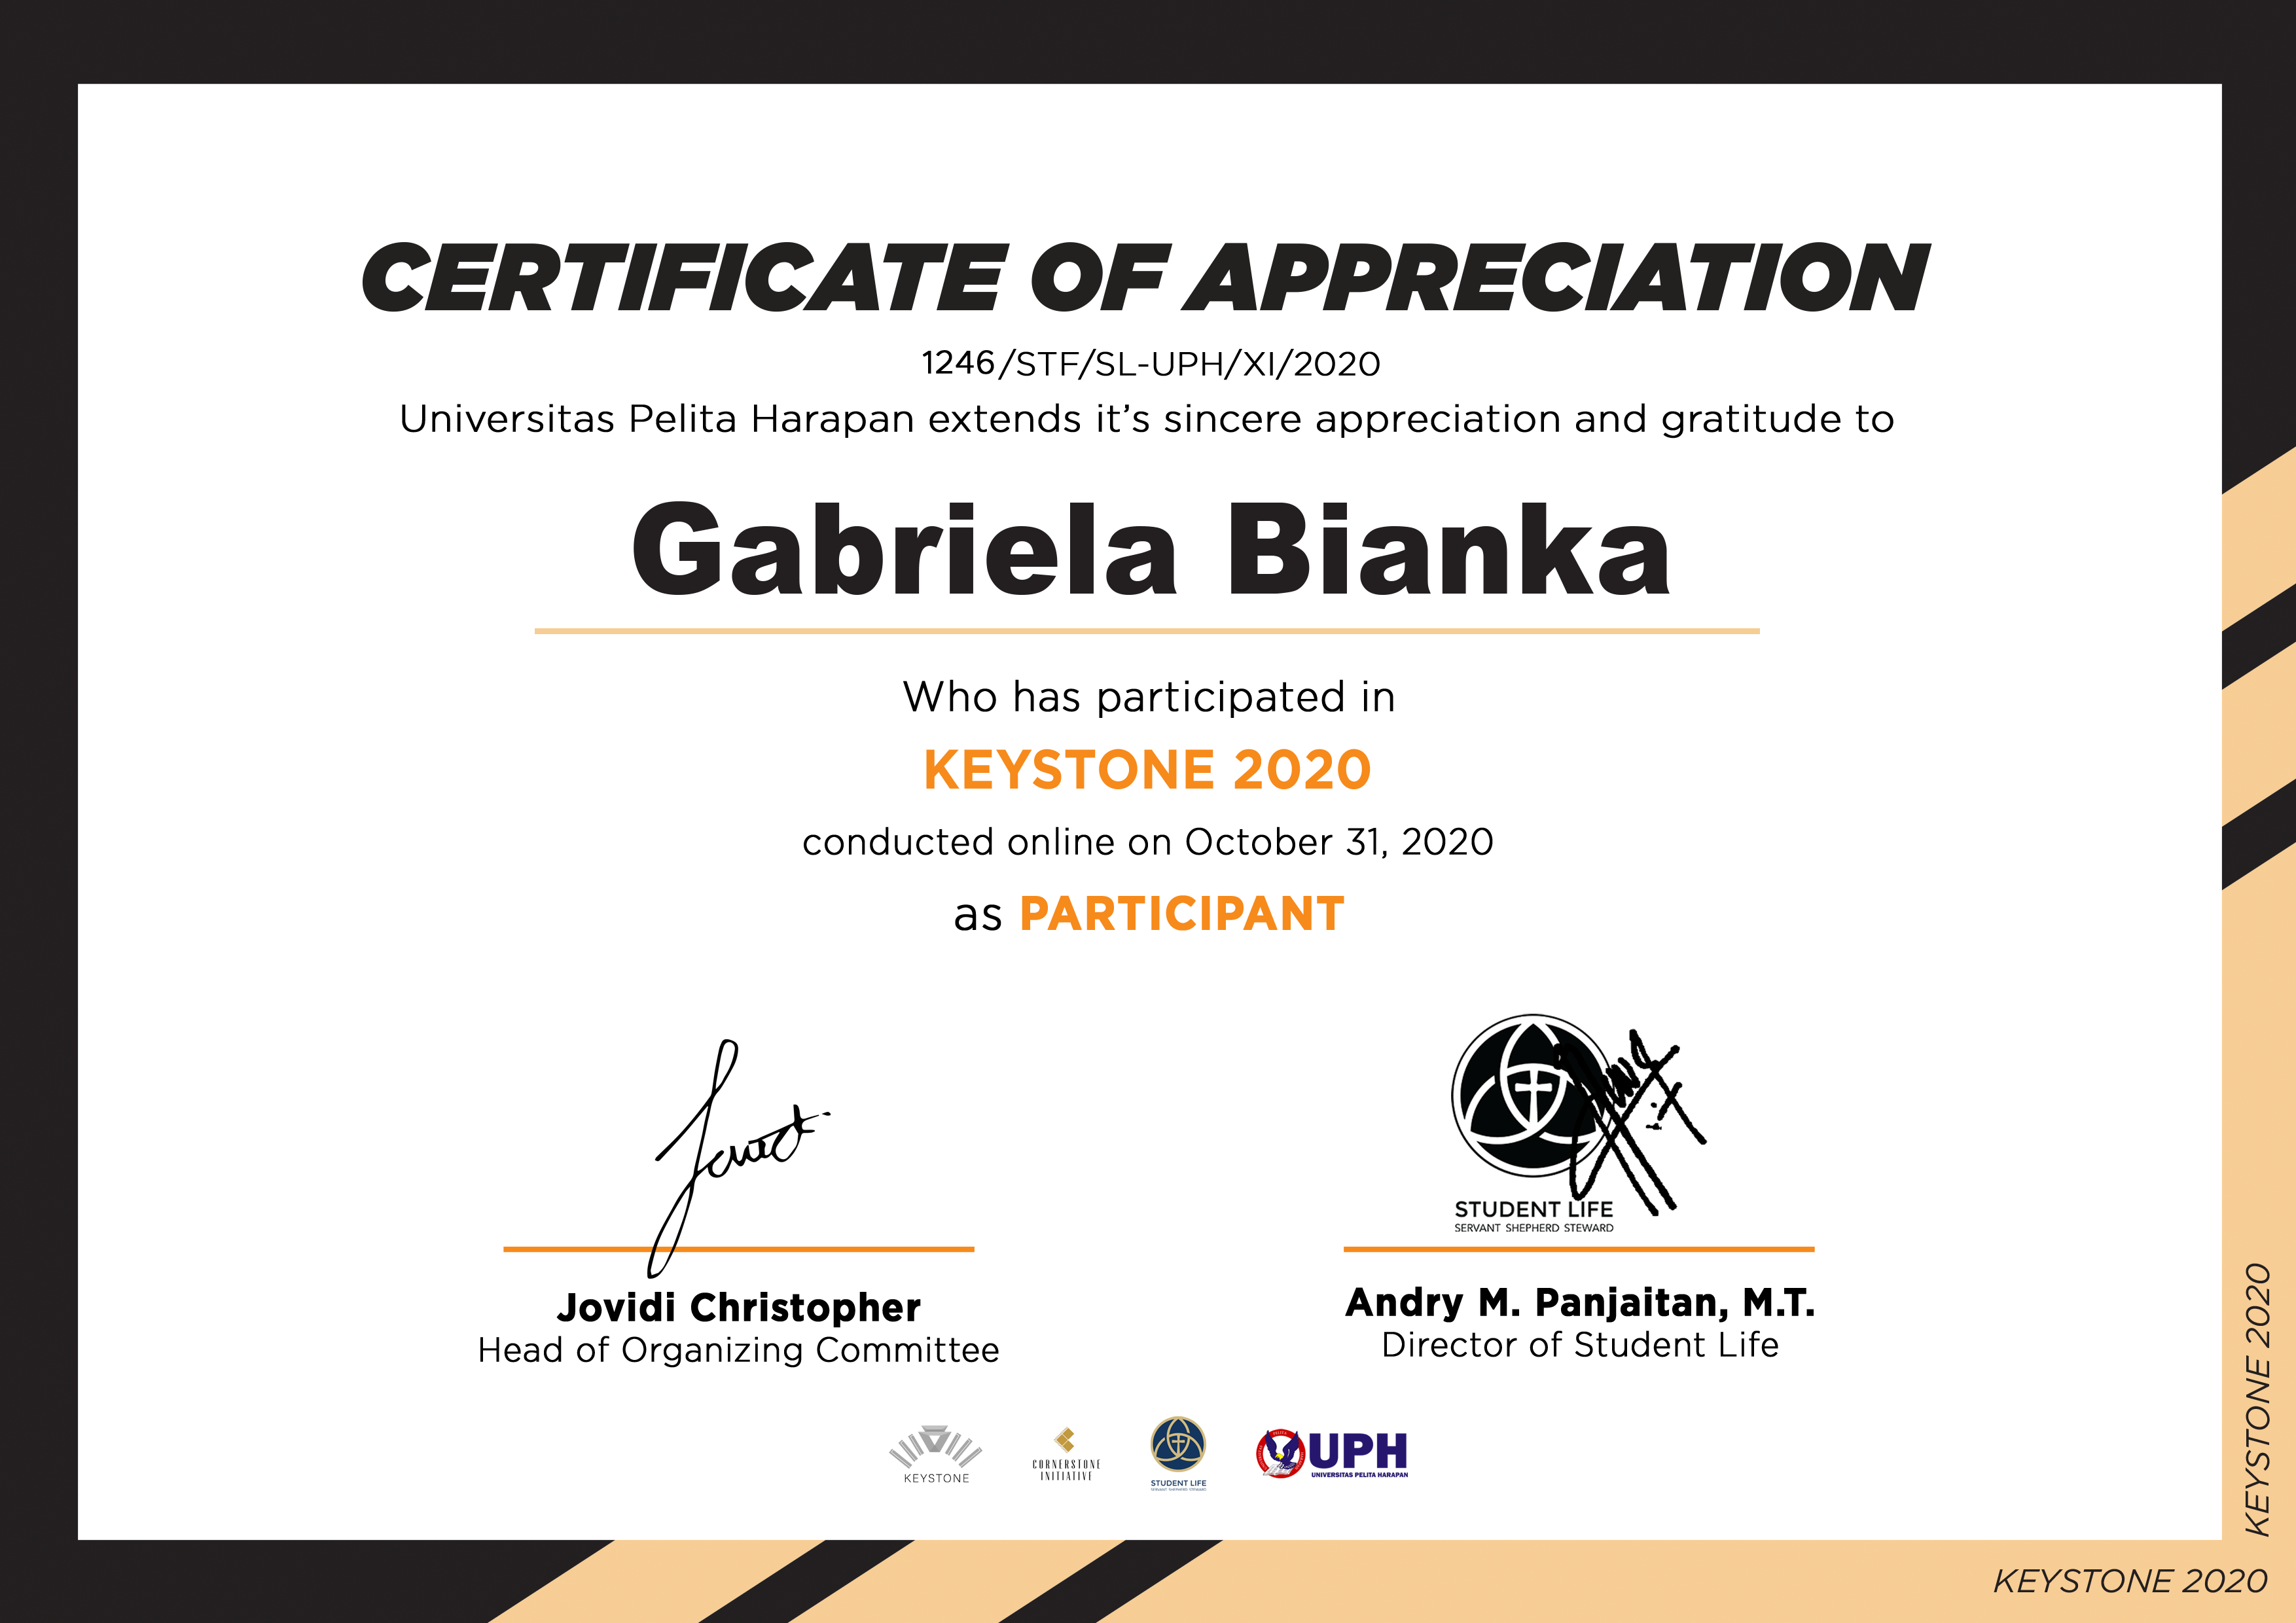 CERTIFICATE OF APPRECIATION
1246/STF/SL-UPH/XI/2020
Universitas Pelita Harapan extends it's sincere appreciation and gratitude to
Gabriela Bianka
Who has participated in
KEYSTONE 2020
conducted online on October 31, 2020
as PARTICIPANT
STUDENT LIFE
SERVANT SHEPHERD STEWARD
Jovidi Christopher
Head of Organizing Committee
Andry M. Panjaitan, M.T.
Director of Student Life
KEYSTONE
CORNERSTONE
INITIATIVE
STUDENT LIFE
SERVANT SHEPHERD STEWARD
UPH
UNIVERSITAS PELITA HARAPAN
KEYSTONE 2020
KEYSTONE 2020